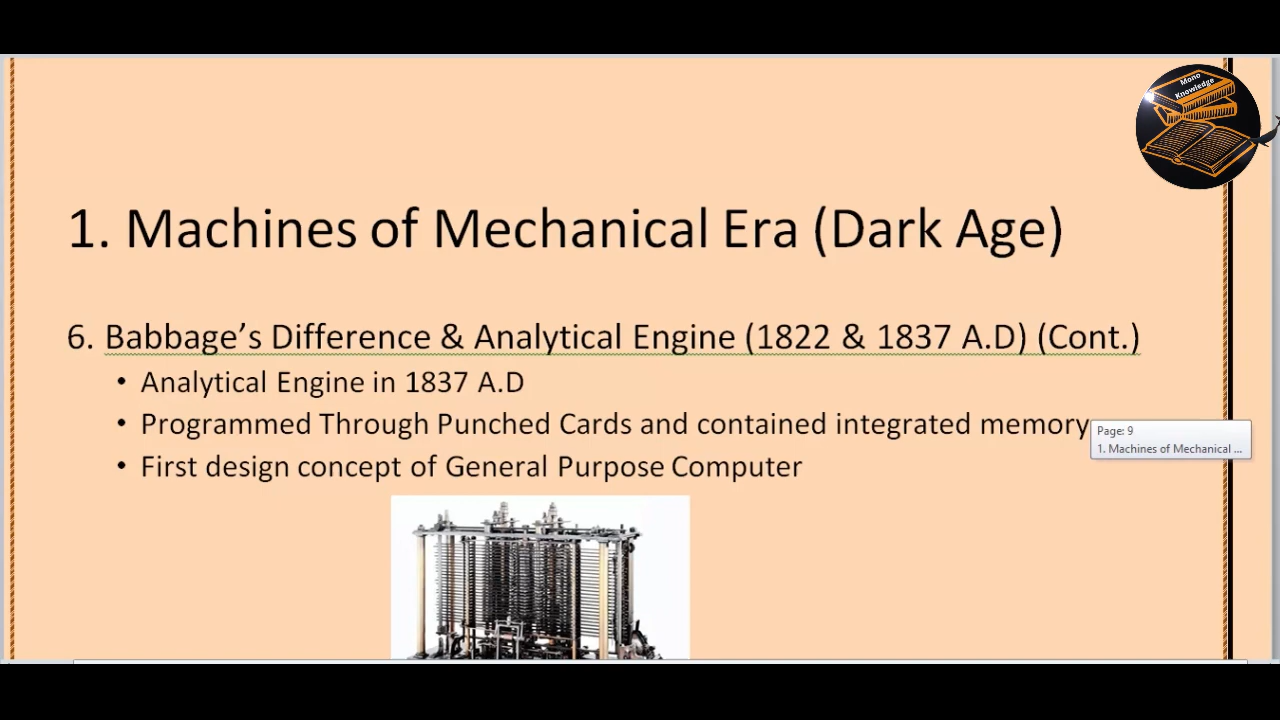 Mono
Knowledge
1. Machines of Mechanical Era (Dark Age)
6. Babbage’s Difference & Analytical Engine (1822 & 1837 A.D) (Cont.)
• Analytical Engine in 1837 A.D
• Programmed Through Punched Cards and contained integrated memory
Page: 9
1. Machines of Mechanical ...
• First design concept of General Purpose Computer